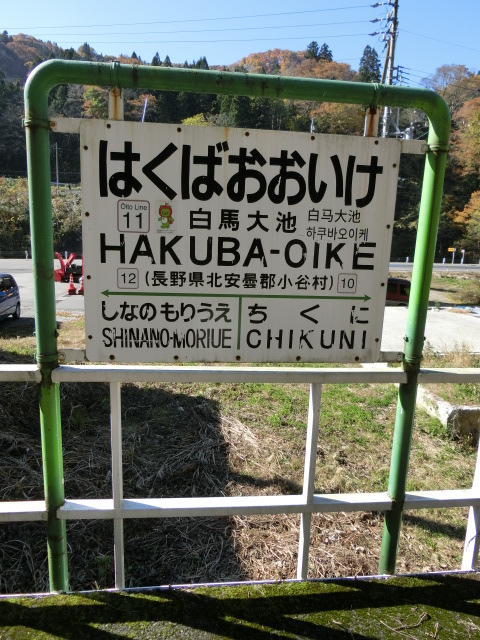 はくばおおいけ
Ōito Line
11
白馬大池
白马大池
하쿠바오이케
HAKUBA-OIKE
12 (長野県北安曇郡小谷村) 10
しなのもりうえ ちくに
SHINANO-MORIUE CHIKUNI